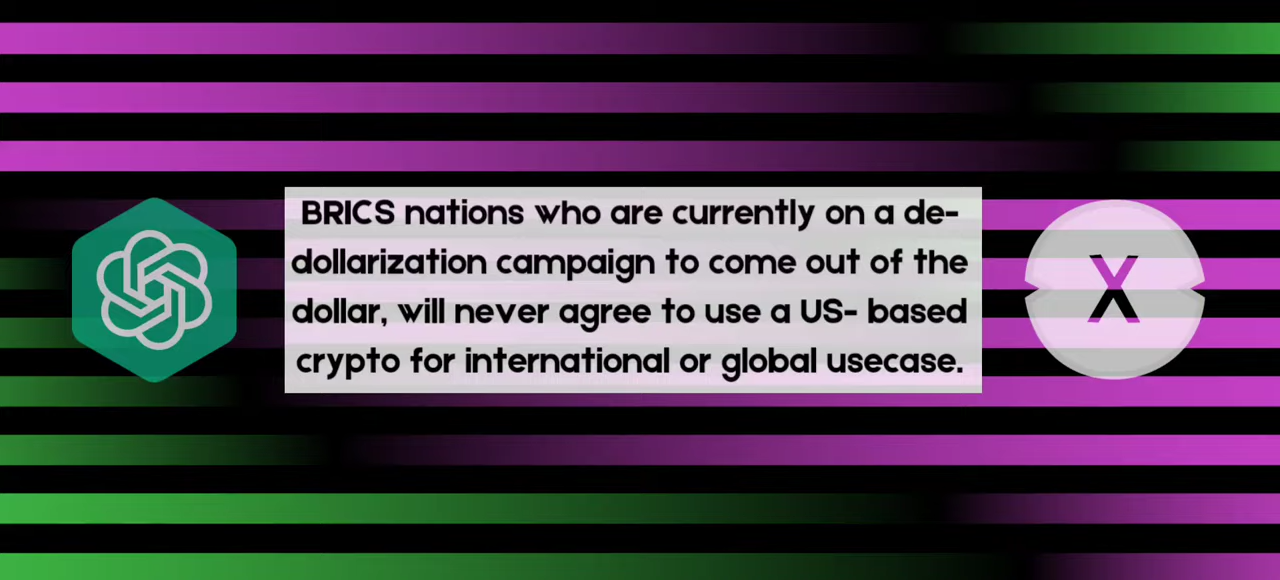 BRICS nations who are currently on a de-
dollarization campaign to come out of the
dollar, will never agree to use a US- based
crypto for international or global usecase.
X